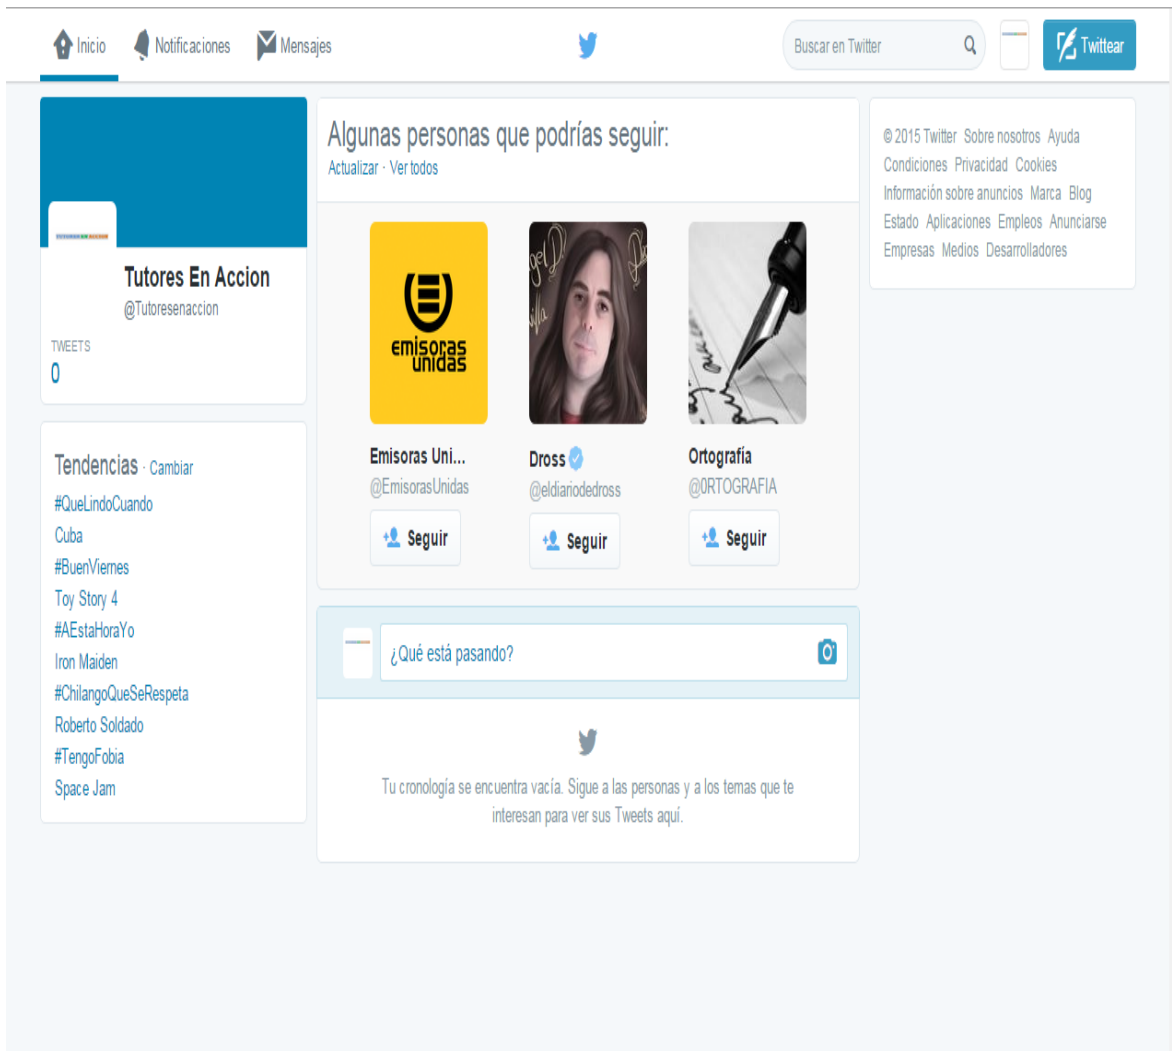 Inicio Notificaciones Mensajes Buscar en Twitter Twittear
Tutores En Accion
@Tutoresenaccion
TWEETS
0
Tendencias · Cambiar
#QueLindoCuando
Cuba
#BuenViernes
Toy Story 4
#AEstaHoraYo
Iron Maiden
#ChilangoQueSeRespeta
Roberto Soldado
#TengoFobia
Space Jam
Algunas personas que podrías seguir:
Actualizar · Ver todos
emisoras
unidas
Emisoras Uni...
@EmisorasUnidas
Seguir
Dross
@eldiariodedross
Seguir
Ortografía
@0RTOGRAFIA
Seguir
¿Qué está pasando?
Tu cronología se encuentra vacía. Sigue a las personas y a los temas que te
interesan para ver sus Tweets aquí.
© 2015 Twitter Sobre nosotros Ayuda
Condiciones Privacidad Cookies
Información sobre anuncios Marca Blog
Estado Aplicaciones Empleos Anunciarse
Empresas Medios Desarrolladores